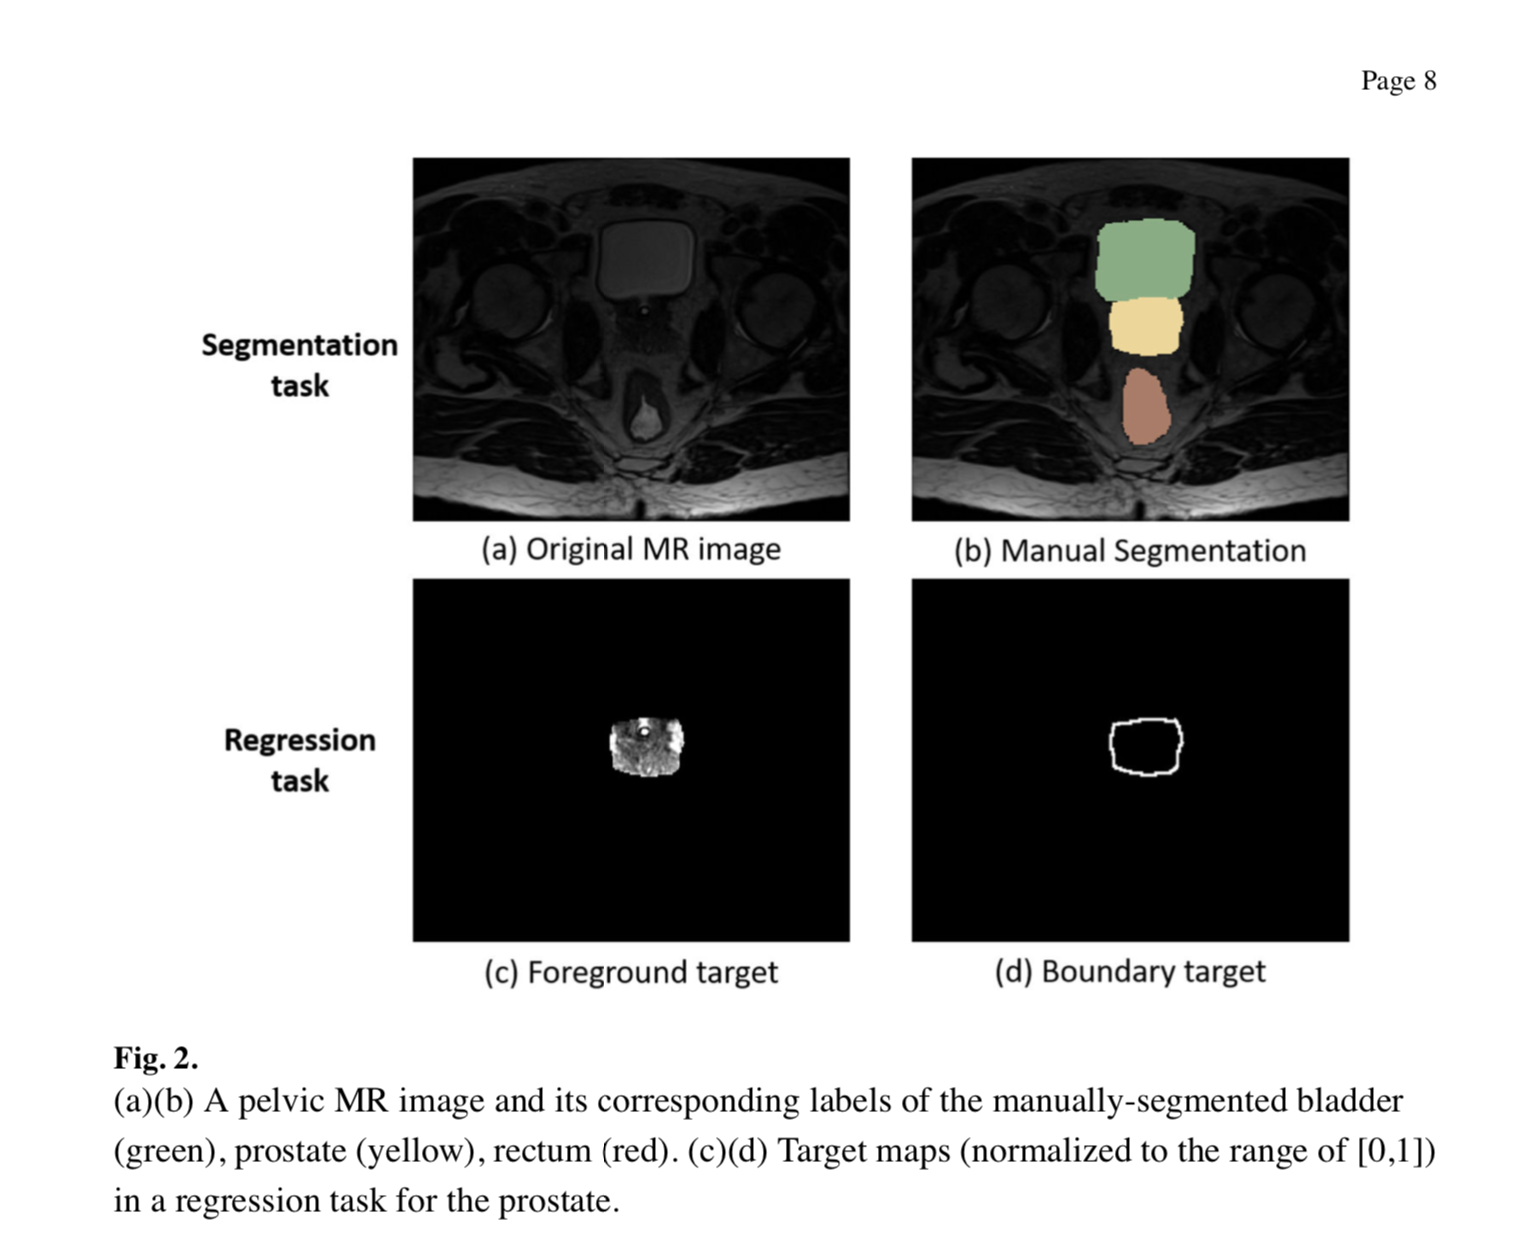 Page 8
Segmentation
task
(a) Original MR image
(b) Manual Segmentation
Regression
task
(c) Foreground target
(d) Boundary target
Fig. 2.
(a)(b) A pelvic MR image and its corresponding labels of the manually-segmented bladder
(green), prostate (yellow), rectum (red). (c)(d) Target maps (normalized to the range of [0,1])
in a regression task for the prostate.